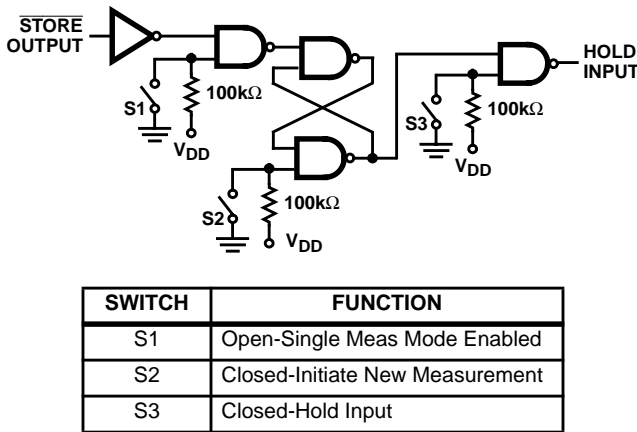 STORE
OUTPUT
HOLD
INPUT
S1
100kΩ
VDD
S3
100kΩ
VDD
S2
100kΩ
VDD
SWITCH FUNCTION
S1 Open-Single Meas Mode Enabled
S2 Closed-Initiate New Measurement
S3 Closed-Hold Input